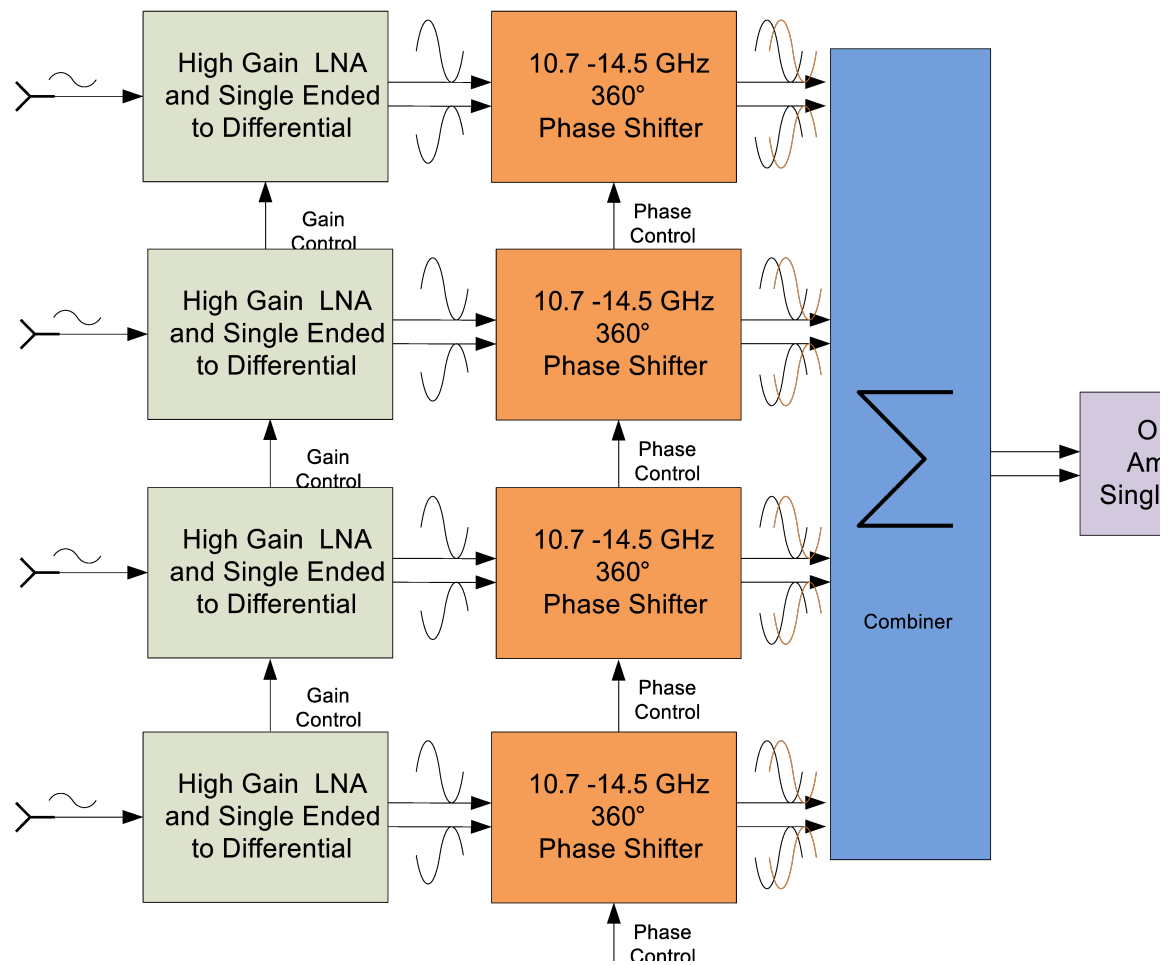 High Gain LNA
and Single Ended
to Differential
10.7 -14.5 GHz
360°
Phase Shifter
Gain
Control
Phase
Control
High Gain LNA
and Single Ended
to Differential
10.7 -14.5 GHz
360°
Phase Shifter
Gain
Control
Phase
Control
High Gain LNA
and Single Ended
to Differential
10.7 -14.5 GHz
360°
Phase Shifter
Combiner
Gain
Control
Phase
Control
High Gain LNA
and Single Ended
to Differential
10.7 -14.5 GHz
360°
Phase Shifter
Phase
Control